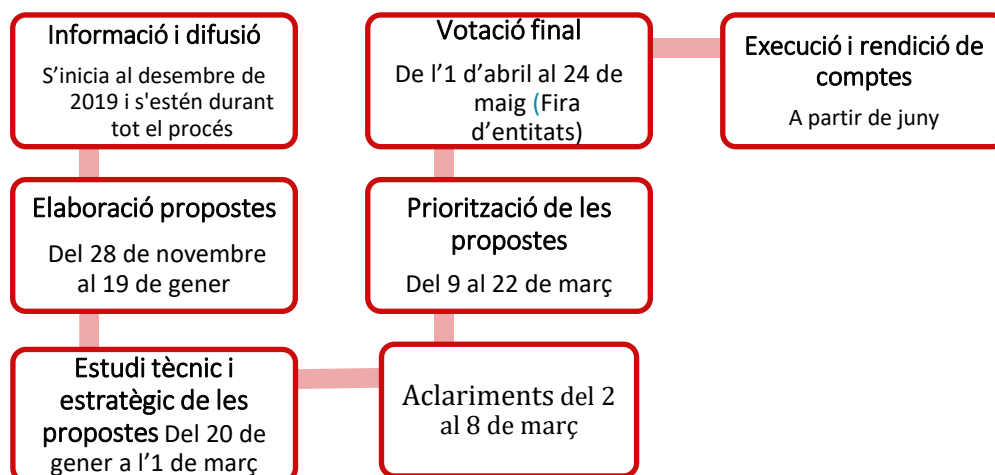 Informació i difusió
S’inicia al desembre de
2019 i s'estén durant
tot el procés
Elaboració propostes
Del 28 de novembre
al 19 de gener
Estudi tècnic i
estratègic de les
propostes Del 20 de
gener a l’1 de març
Aclariments del 2
al 8 de març
Priorització de les
propostes
Del 9 al 22 de març
Votació final
De l’1 d’abril al 24 de
maig (Fira
d’entitats)
Execució i rendició de
comptes
A partir de juny